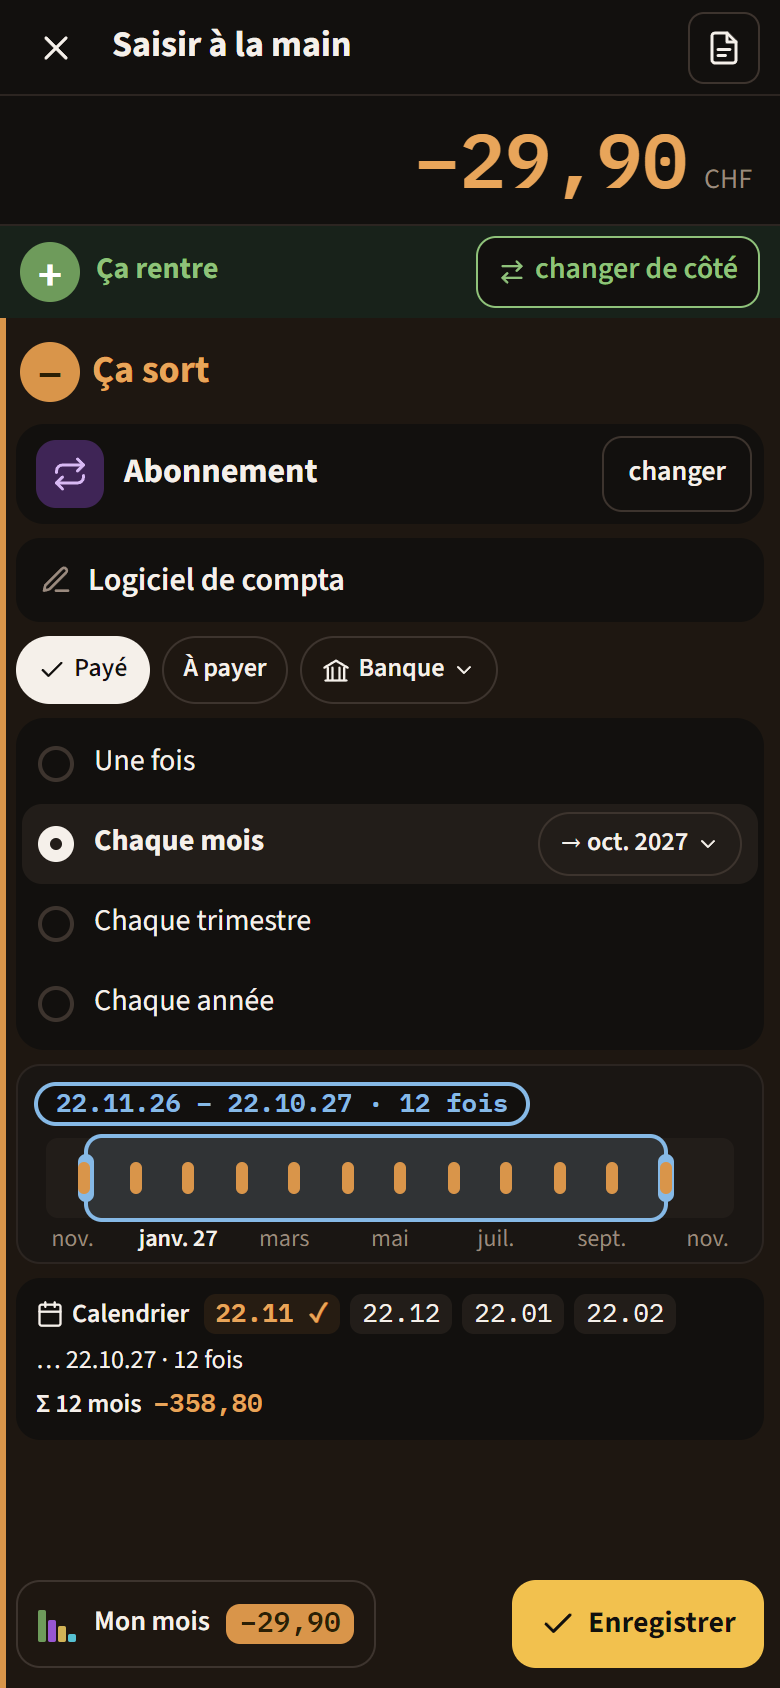 Saisir à la main
−29,90 CHF
+ Ça rentre
changer de côté
− Ça sort
Abonnement
changer
Logiciel de compta
Payé
À payer
Banque
Une fois
Chaque mois
→ oct. 2027
Chaque trimestre
Chaque année
22.11.26 – 22.10.27 · 12 fois
nov. janv. 27 mars mai juil. sept. nov.
Calendrier 22.11 ✓ 22.12 22.01 22.02
… 22.10.27 · 12 fois
Σ 12 mois −358,80
Mon mois −29,90
Enregistrer